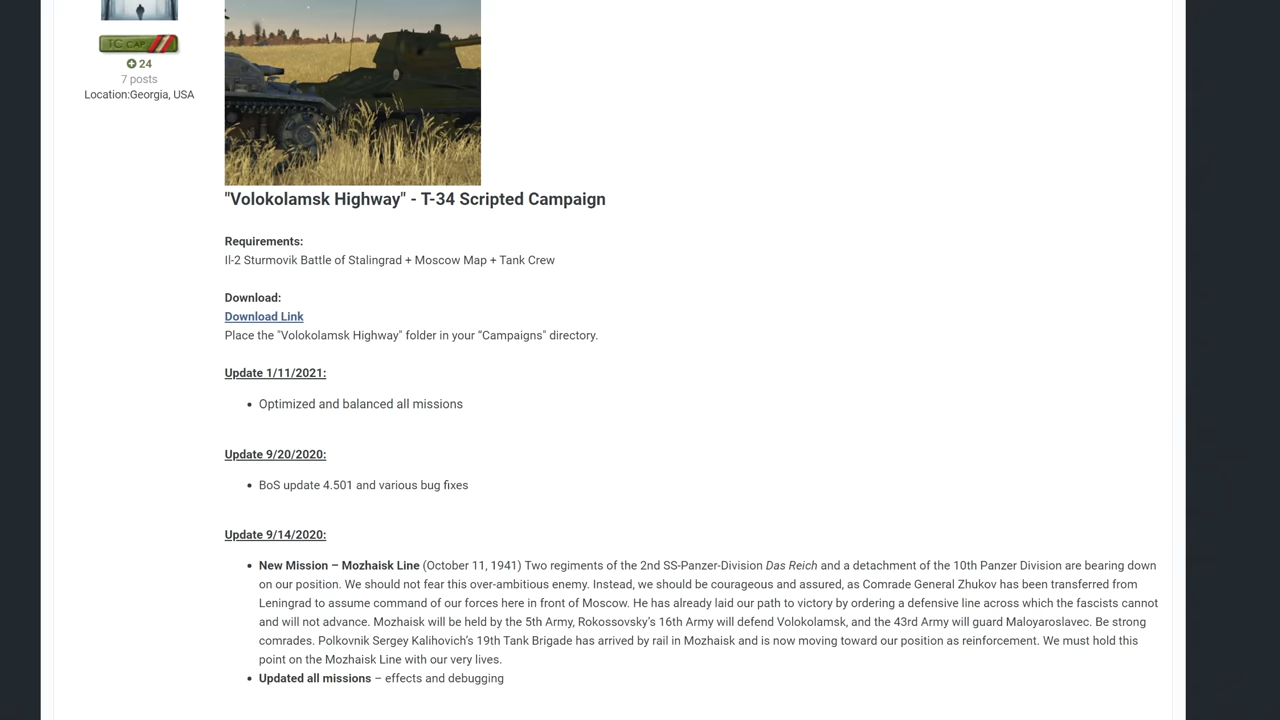 TC CAP
24
7 posts
Location:Georgia, USA
"Volokolamsk Highway" - T-34 Scripted Campaign
Requirements:
Il-2 Sturmovik Battle of Stalingrad + Moscow Map + Tank Crew
Download:
Download Link
Place the "Volokolamsk Highway" folder in your “Campaigns" directory.
Update 1/11/2021:
• Optimized and balanced all missions
Update 9/20/2020:
• BoS update 4.501 and various bug fixes
Update 9/14/2020:
• New Mission – Mozhaisk Line (October 11, 1941) Two regiments of the 2nd SS-Panzer-Division Das Reich and a detachment of the 10th Panzer Division are bearing down
on our position. We should not fear this over-ambitious enemy. Instead, we should be courageous and assured, as Comrade General Zhukov has been transferred from
Leningrad to assume command of our forces here in front of Moscow. He has already laid our path to victory by ordering a defensive line across which the fascists cannot
and will not advance. Mozhaisk will be held by the 5th Army, Rokossovsky’s 16th Army will defend Volokolamsk, and the 43rd Army will guard Maloyaroslavec. Be strong
comrades. Polkovnik Sergey Kalihovich’s 19th Tank Brigade has arrived by rail in Mozhaisk and is now moving toward our position as reinforcement. We must hold this
point on the Mozhaisk Line with our very lives.
• Updated all missions – effects and debugging